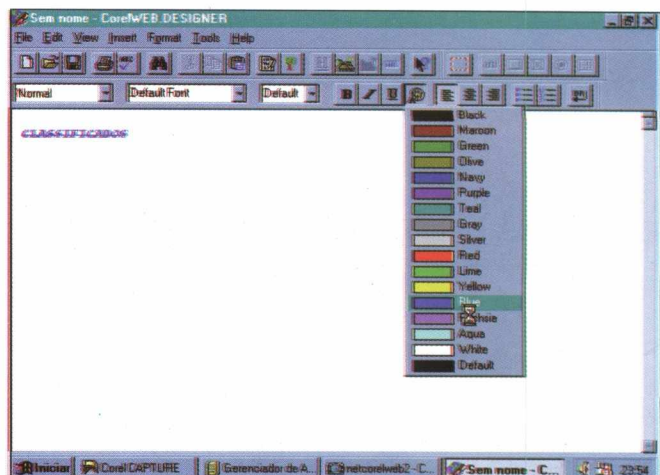 Sem nome - CorelWEB.DESIGNER
File Edit View Insert Format Tools Help
Normal Default Font Default B I U
CLASSIFICADOS
Black
Maroon
Green
Olive
Navy
Purple
Teal
Gray
Silver
Red
Lime
Yellow
Blue
Fuchsia
Aqua
White
Default
Iniciar Corel CAPTURE Gerenciador de A... netcorelweb2 - C... Sem nome - C... 23:54